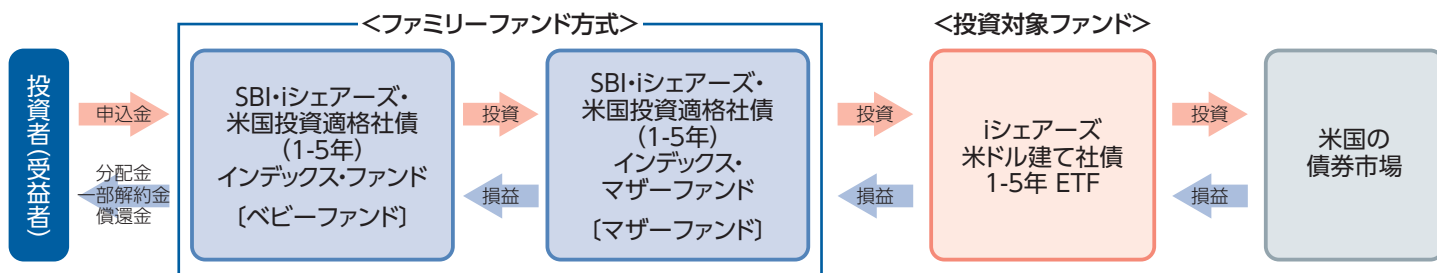 <ファミリーファンド方式>
<投資対象ファンド>
投資者(受益者)
申込金
分配金
一部解約金
償還金
SBI・iシェアーズ・
米国投資適格社債
(1-5年)
インデックス・ファンド
〔ベビーファンド〕
投資
損益
SBI・iシェアーズ・
米国投資適格社債
(1-5年)
インデックス・
マザーファンド
〔マザーファンド〕
投資
損益
iシェアーズ
米ドル建て社債
1-5年 ETF
投資
損益
米国の
債券市場